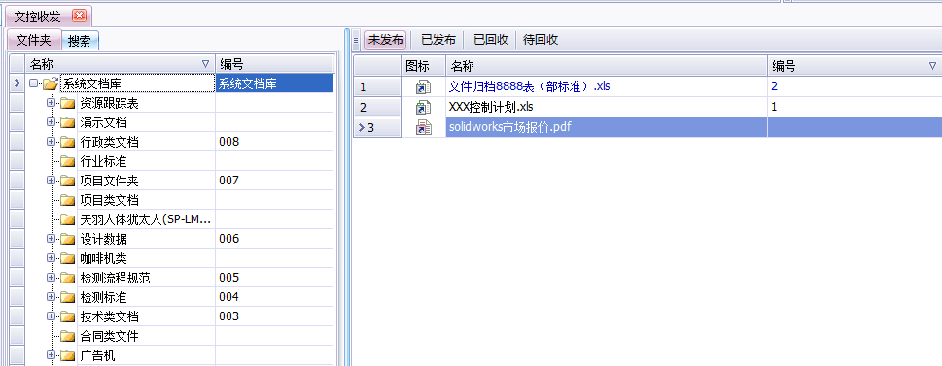 文控收发
文件夹 搜索
名称 编号
系统文档库 系统文档库
资源跟踪表
演示文档
行政类文档 008
行业标准
项目文件夹 007
项目类文档
天羽人体犹太人(SP-LM...
设计数据 006
咖啡机类
检测流程规范 005
检测标准 004
技术类文档 003
合同类文件
广告机
未发布 已发布 已回收 待回收
图标 名称 编号
1 文件归档8888表（部标准）.xls 2
2 XXX控制计划.xls 1
3 solidworks市场报价.pdf